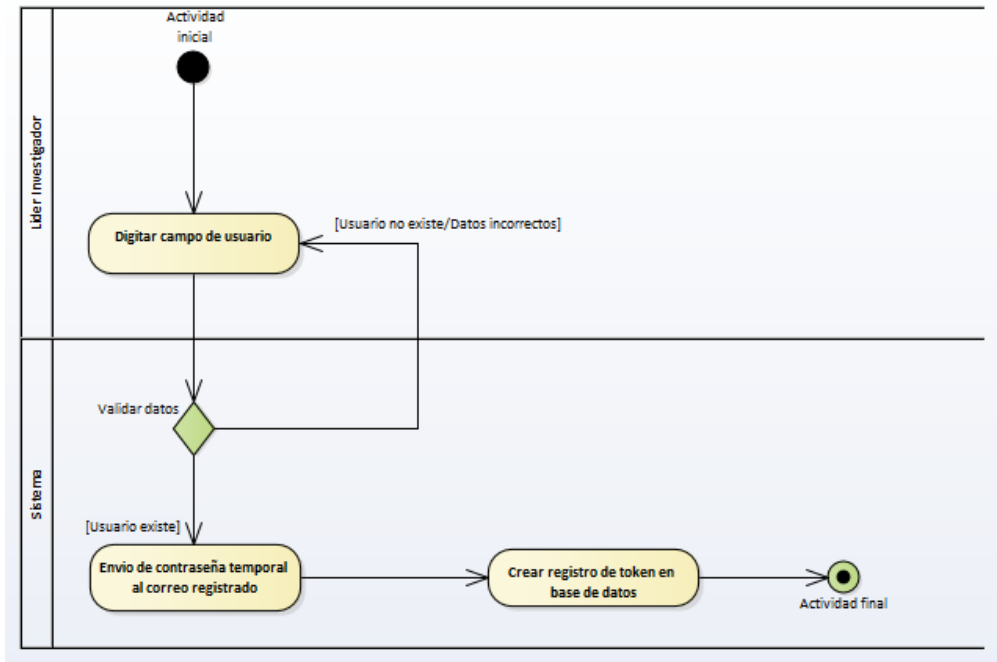 Actividad
inicial
Líder Investigador
Digitar campo de usuario
[Usuario no existe/Datos incorrectos]
Validar datos
Sistema
[Usuario existe]
Envio de contraseña temporal
al correo registrado
Crear registro de token en
base de datos
Actividad final